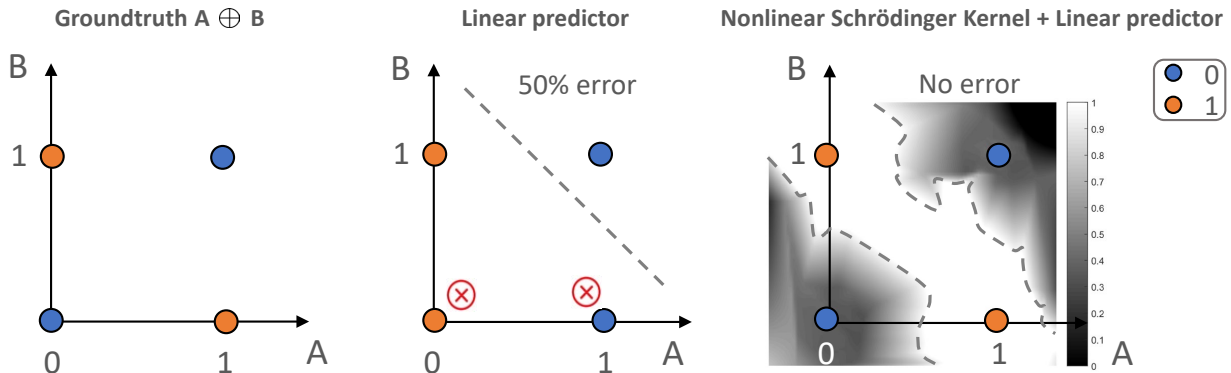 Groundtruth A ⊕ B
Linear predictor
Nonlinear Schrödinger Kernel + Linear predictor
B
1
0
1
A
B
50% error
1
0
1
A
B
No error
1
0
1
A
1
0.9
0.8
0.7
0.6
0.5
0.4
0.3
0.2
0.1
0
0
1